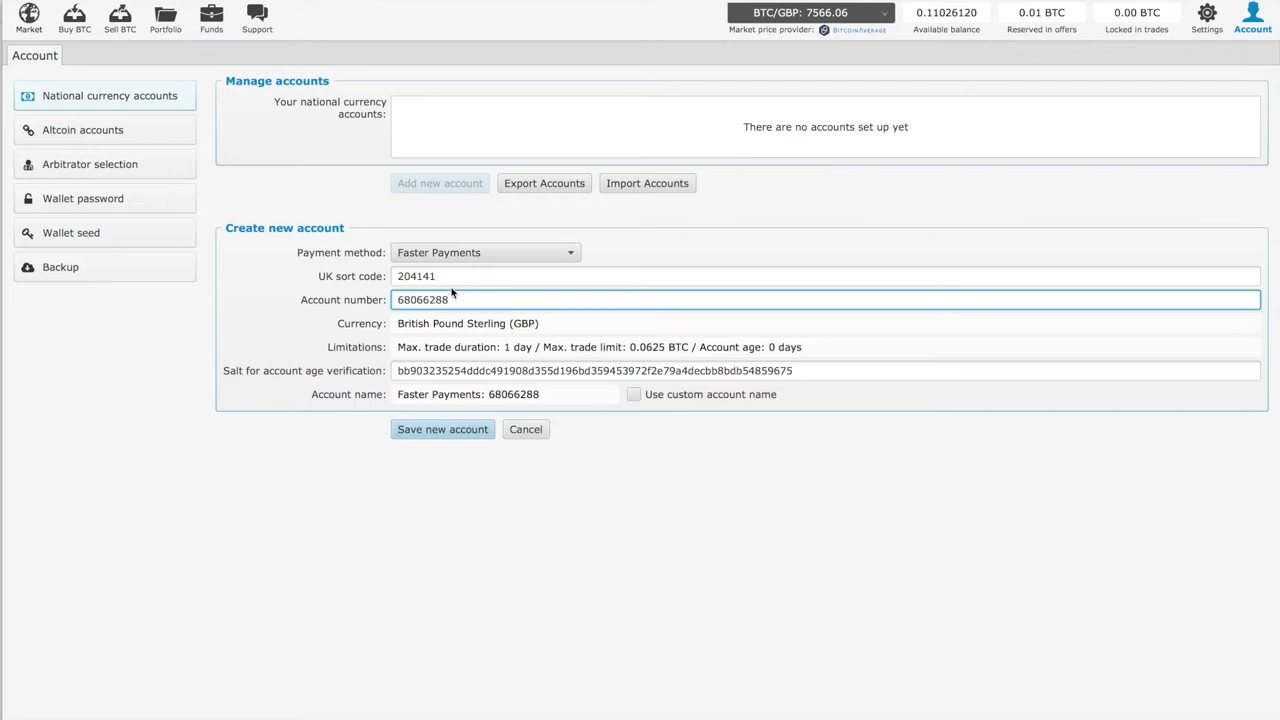 Market Buy BTC Sell BTC Portfolio Funds Support
BTC/GBP: 7566.06 0.11026120 0.01 BTC 0.00 BTC
Market price provider: BITCOINAVERAGE Available balance Reserved in offers Locked in trades Settings Account
Account
National currency accounts
Altcoin accounts
Arbitrator selection
Wallet password
Wallet seed
Backup
Manage accounts
Your national currency
accounts:
There are no accounts set up yet
Add new account Export Accounts Import Accounts
Create new account
Payment method: Faster Payments
UK sort code: 204141
Account number: 68066288
Currency: British Pound Sterling (GBP)
Limitations: Max. trade duration: 1 day / Max. trade limit: 0.0625 BTC / Account age: 0 days
Salt for account age verification: bb903235254dddc491908d355d196bd359453972f2e79a4decbb8bdb54859675
Account name: Faster Payments: 68066288 Use custom account name
Save new account Cancel